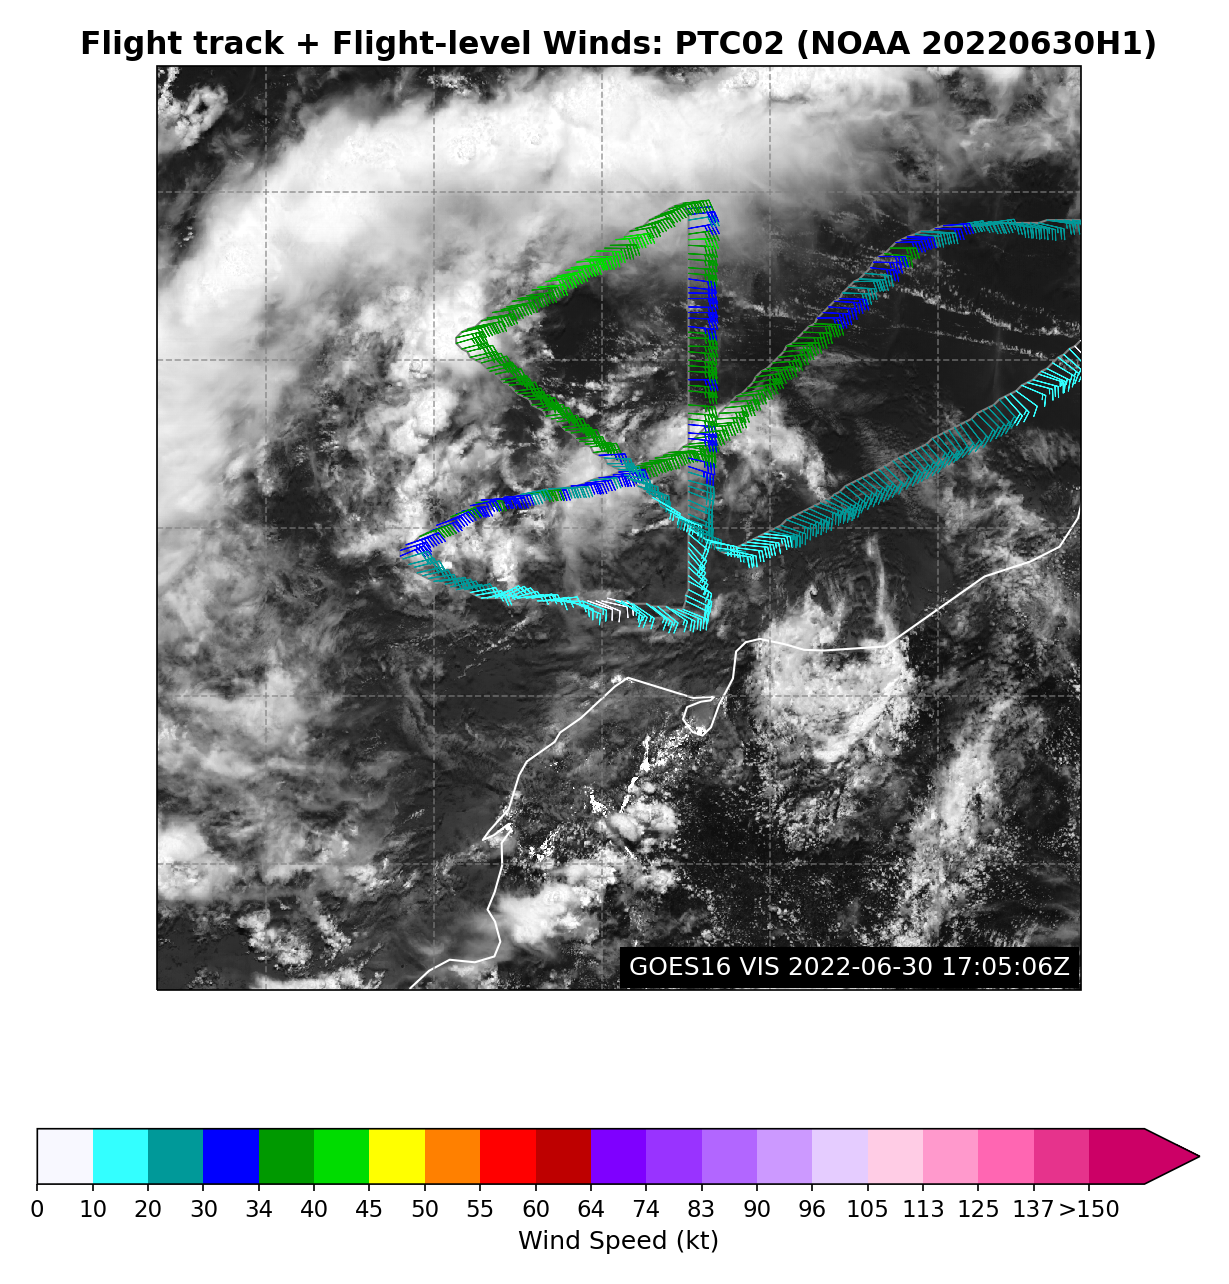 Flight track + Flight-level Winds: PTC02 (NOAA 20220630H1)
GOES16 VIS 2022-06-30 17:05:06Z
0 10 20 30 34 40 45 50 55 60 64 74 83 90 96 105 113 125 137 >150
Wind Speed (kt)